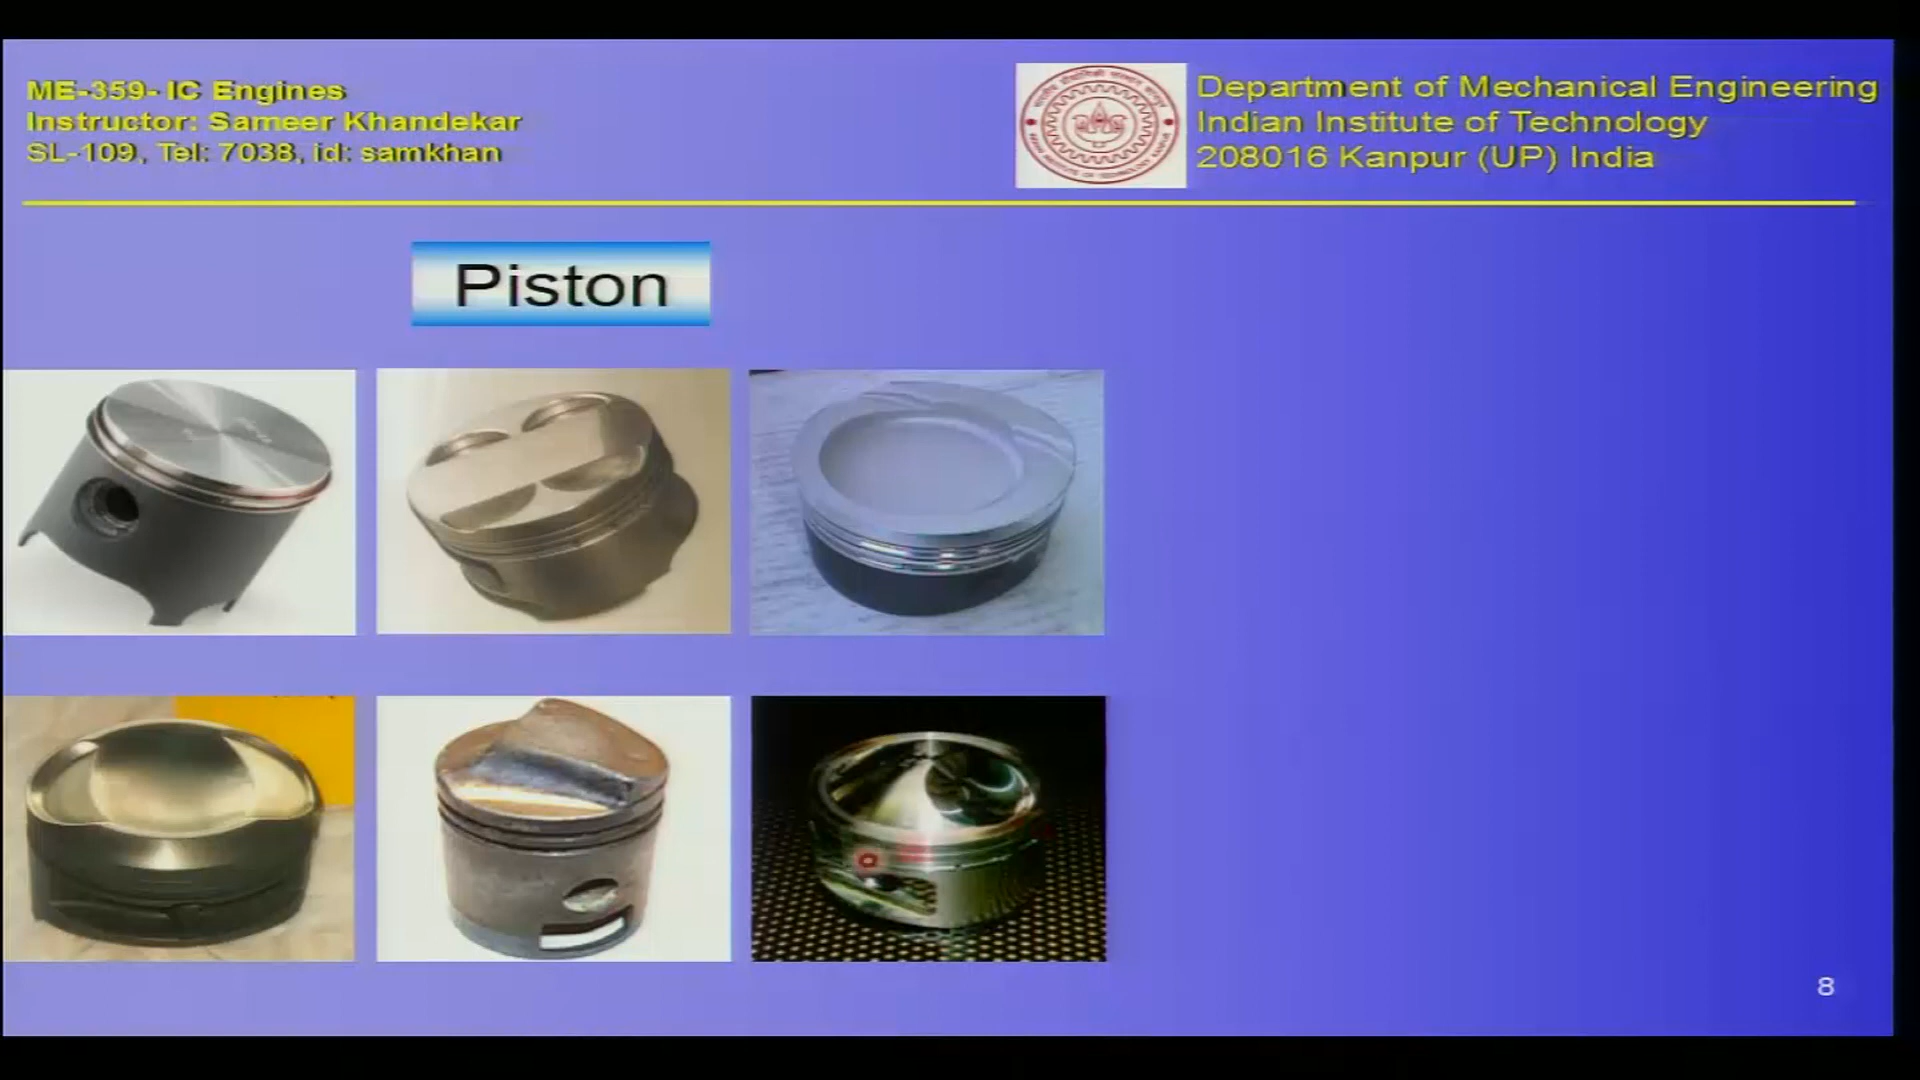 ME-359- IC Engines
Instructor: Sameer Khandekar
SL-109, Tel: 7038, id: samkhan
Department of Mechanical Engineering
Indian Institute of Technology
208016 Kanpur (UP) India
Piston
8